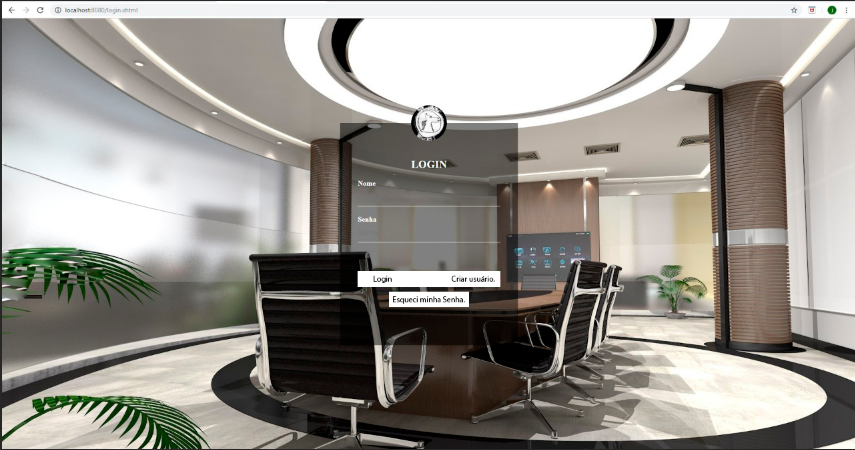 localhost:8080/login.xhtml
LOGIN
Nome
Senha
Login
Criar usuário.
Esqueci minha Senha.